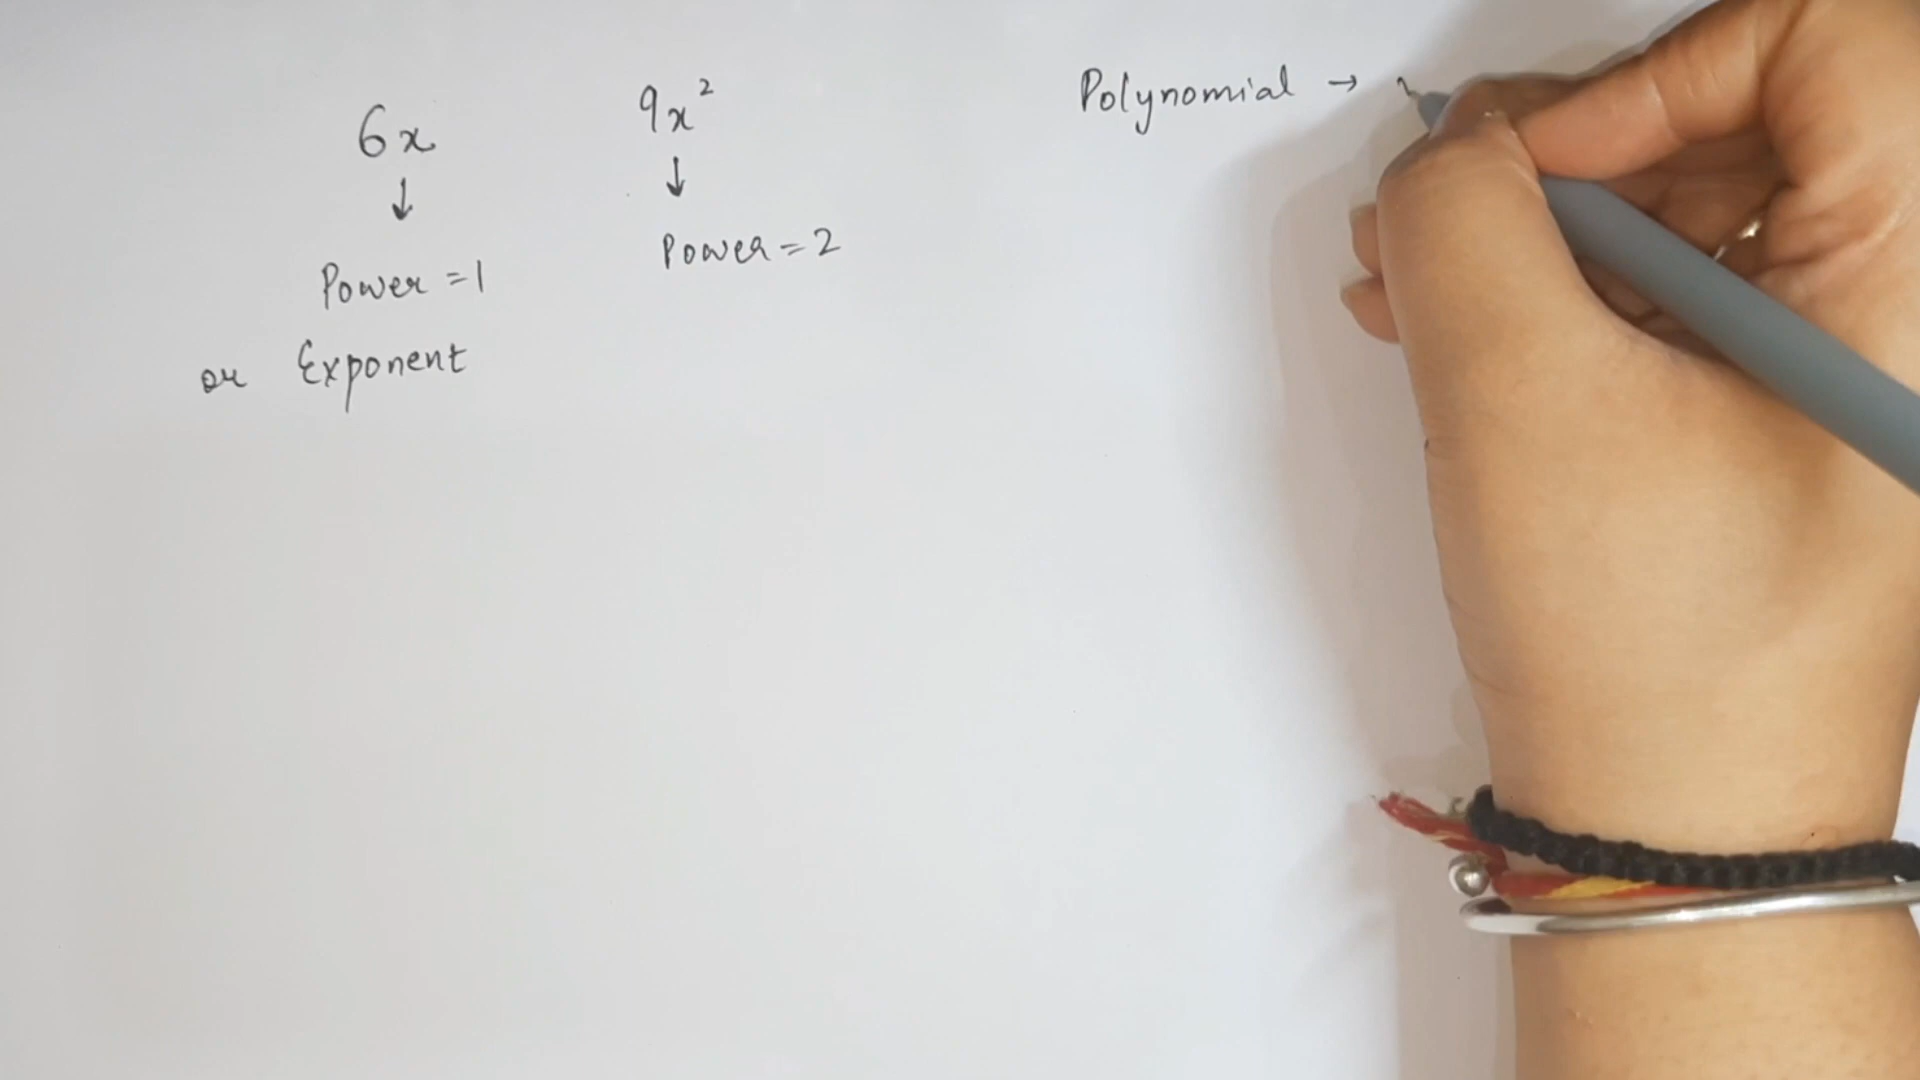 6x
↓
Power = 1
or Exponent
9x²
↓
Power = 2
Polynomial →